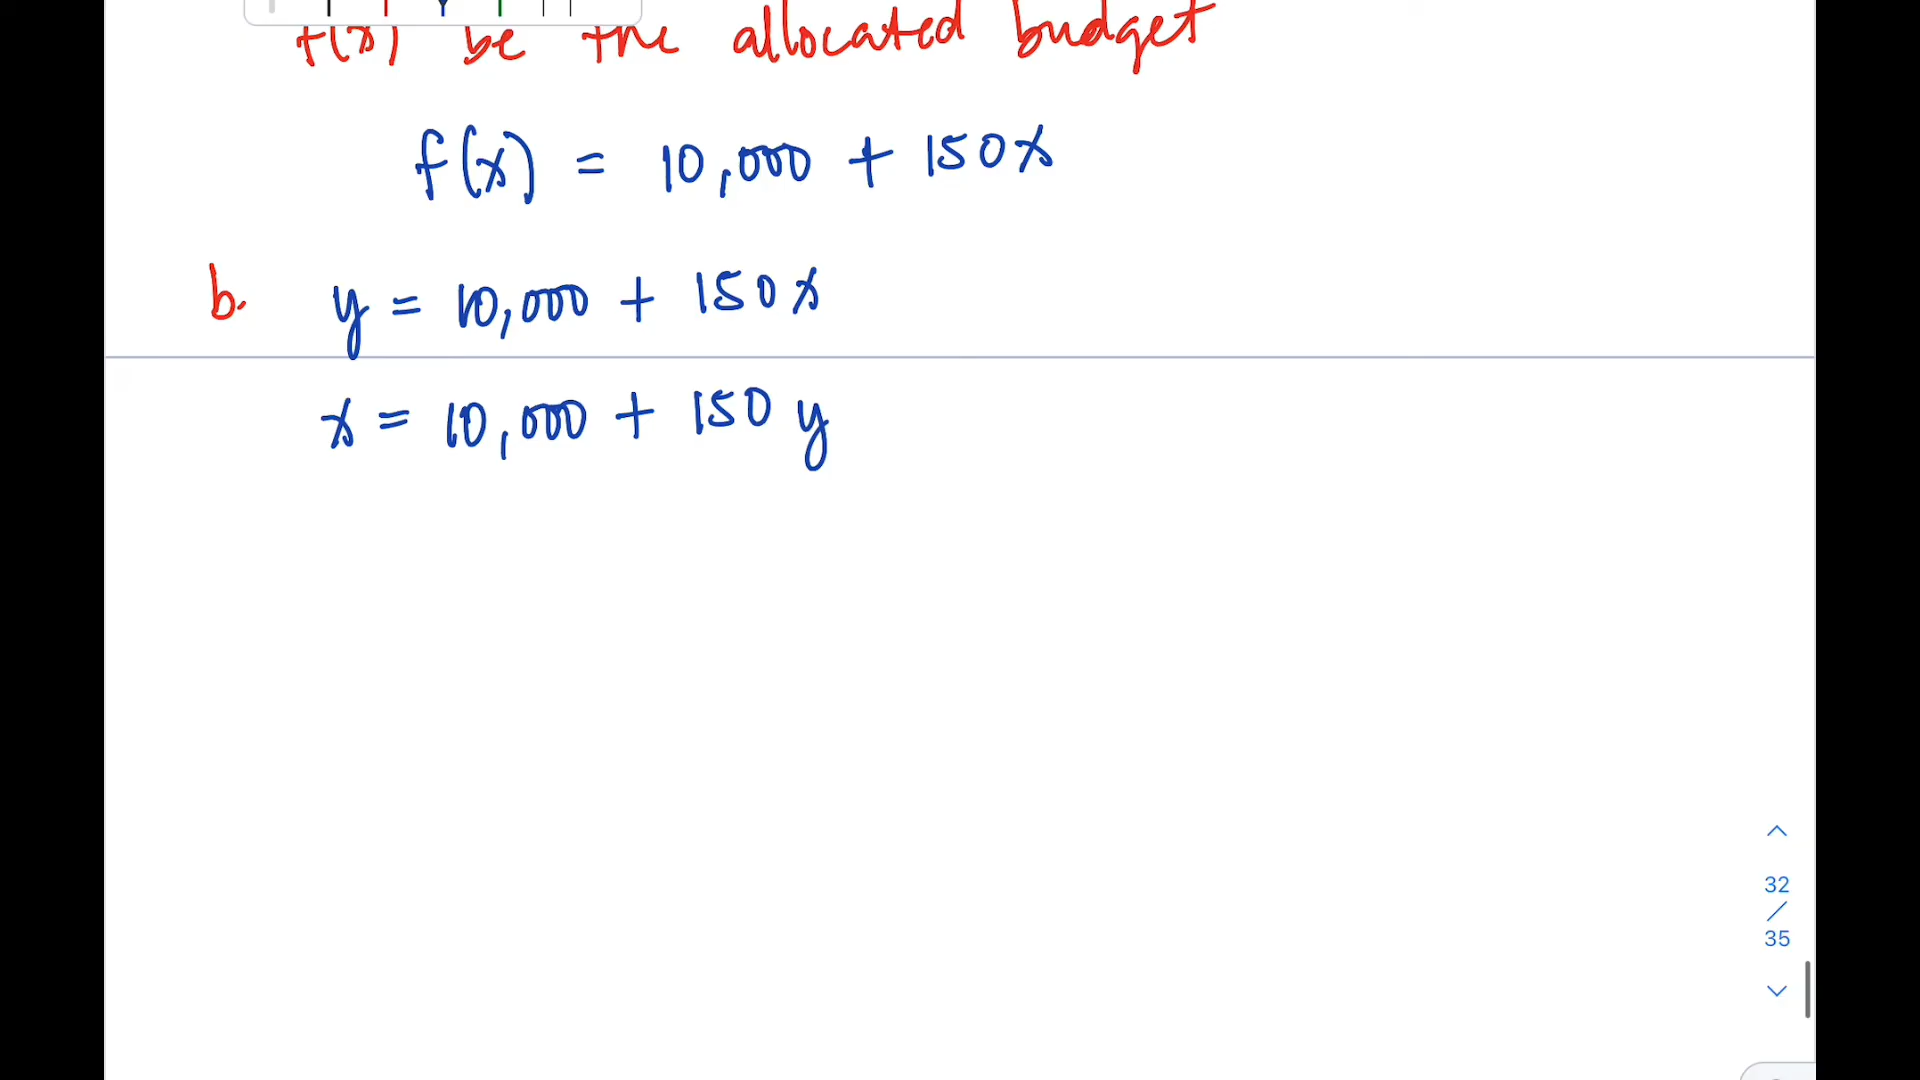 f(x) be the allocated budget
f(x) = 10,000 + 150x
b. y = 10,000 + 150x
x = 10,000 + 150y
32
/
35